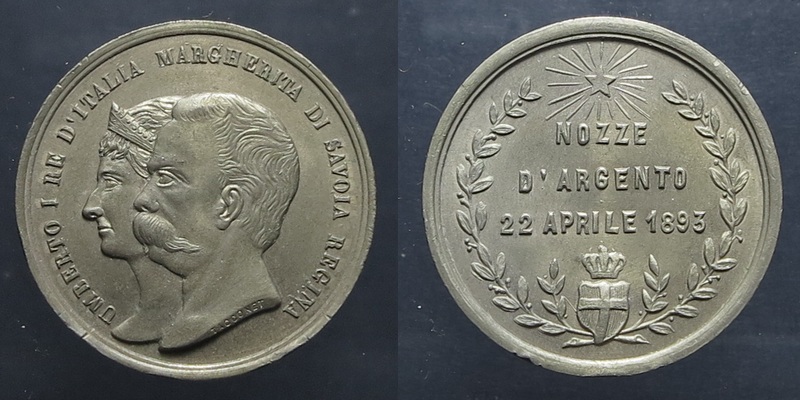 UMBERTO I RE D'ITALIA MARGHERITA DI SAVOIA REGINA
NOZZE
D'ARGENTO
22 APRILE 1893